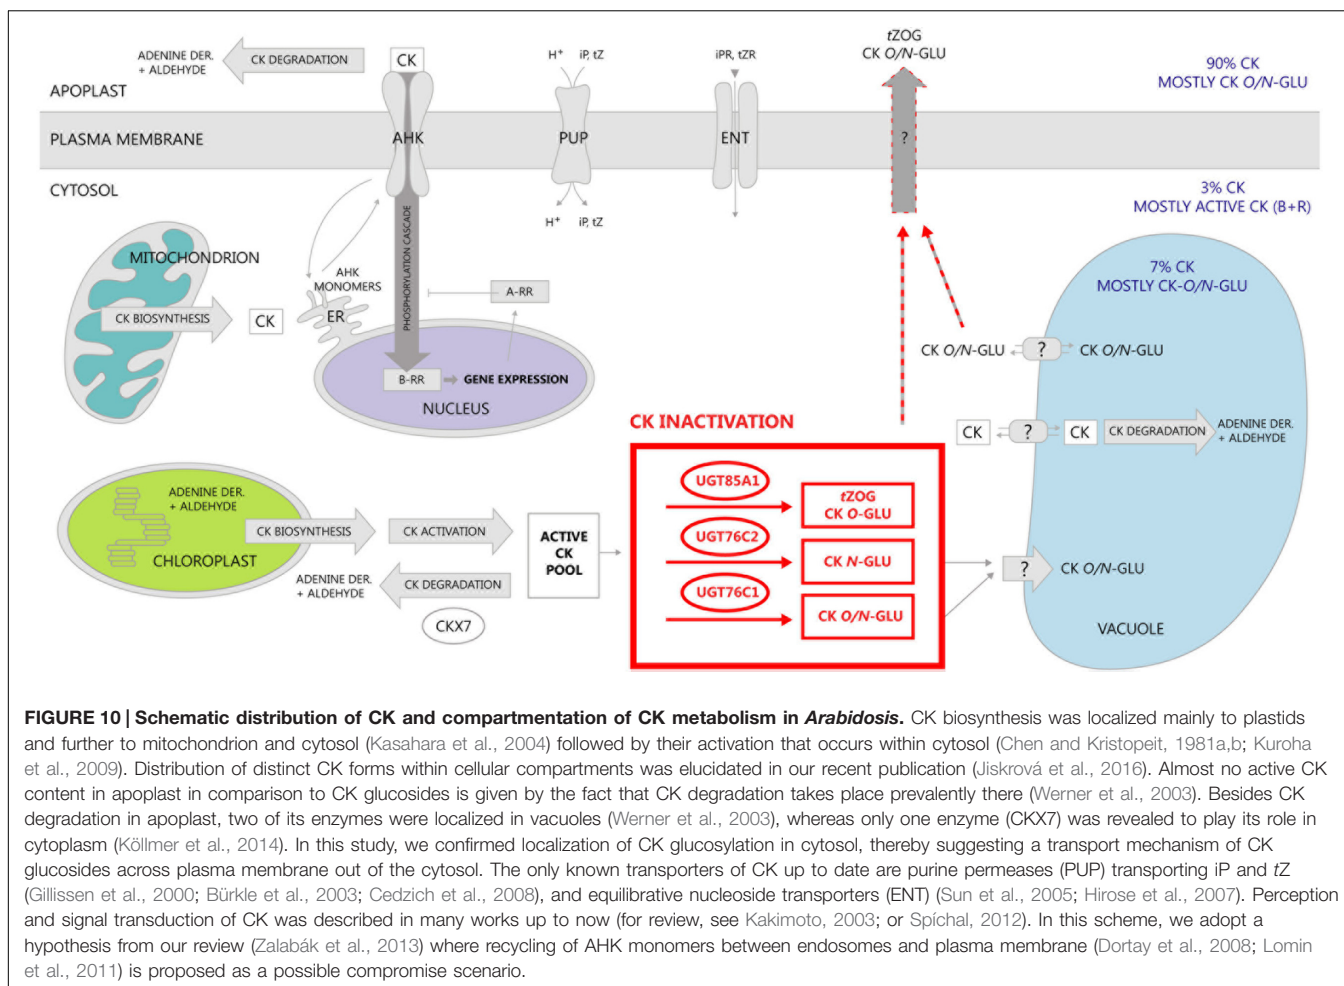 tZOG
CK O/N-GLU
ADENINE DER.
+ ALDEHYDE
CK DEGRADATION
CK
H+ iP, tZ
iPR, tZR
90% CK
MOSTLY CK O/N-GLU
APOPLAST
PLASMA MEMBRANE
AHK
PUP
ENT
?
CYTOSOL
3% CK
MOSTLY ACTIVE CK (B+R)
H+ iP, tZ
MITOCHONDRION
CK BIOSYNTHESIS
CK
AHK
MONOMERS
ER
PHOSPHORYLATION CASCADE
A-RR
B-RR
GENE EXPRESSION
NUCLEUS
7% CK
MOSTLY CK-O/N-GLU
CK O/N-GLU
?
CK O/N-GLU
CK
?
CK
CK DEGRADATION
ADENINE DER.
+ ALDEHYDE
CK INACTIVATION
UGT85A1
tZOG
CK O-GLU
UGT76C2
CK N-GLU
UGT76C1
CK O/N-GLU
ADENINE DER.
+ ALDEHYDE
CHLOROPLAST
CK BIOSYNTHESIS
CK ACTIVATION
ACTIVE
CK
POOL
ADENINE DER.
+ ALDEHYDE
CK DEGRADATION
CKX7
?
CK O/N-GLU
VACUOLE
FIGURE 10 | Schematic distribution of CK and compartmentation of CK metabolism in Arabidosis. CK biosynthesis was localized mainly to plastids
and further to mitochondrion and cytosol (Kasahara et al., 2004) followed by their activation that occurs within cytosol (Chen and Kristopeit, 1981a,b; Kuroha
et al., 2009). Distribution of distinct CK forms within cellular compartments was elucidated in our recent publication (Jiskrová et al., 2016). Almost no active CK
content in apoplast in comparison to CK glucosides is given by the fact that CK degradation takes place prevalently there (Werner et al., 2003). Besides CK
degradation in apoplast, two of its enzymes were localized in vacuoles (Werner et al., 2003), whereas only one enzyme (CKX7) was revealed to play its role in
cytoplasm (Köllmer et al., 2014). In this study, we confirmed localization of CK glucosylation in cytosol, thereby suggesting a transport mechanism of CK
glucosides across plasma membrane out of the cytosol. The only known transporters of CK up to date are purine permeases (PUP) transporting iP and tZ
(Gillissen et al., 2000; Bürkle et al., 2003; Cedzich et al., 2008), and equilibrative nucleoside transporters (ENT) (Sun et al., 2005; Hirose et al., 2007). Perception
and signal transduction of CK was described in many works up to now (for review, see Kakimoto, 2003; or Spíchal, 2012). In this scheme, we adopt a
hypothesis from our review (Zalabák et al., 2013) where recycling of AHK monomers between endosomes and plasma membrane (Dortay et al., 2008; Lomin
et al., 2011) is proposed as a possible compromise scenario.